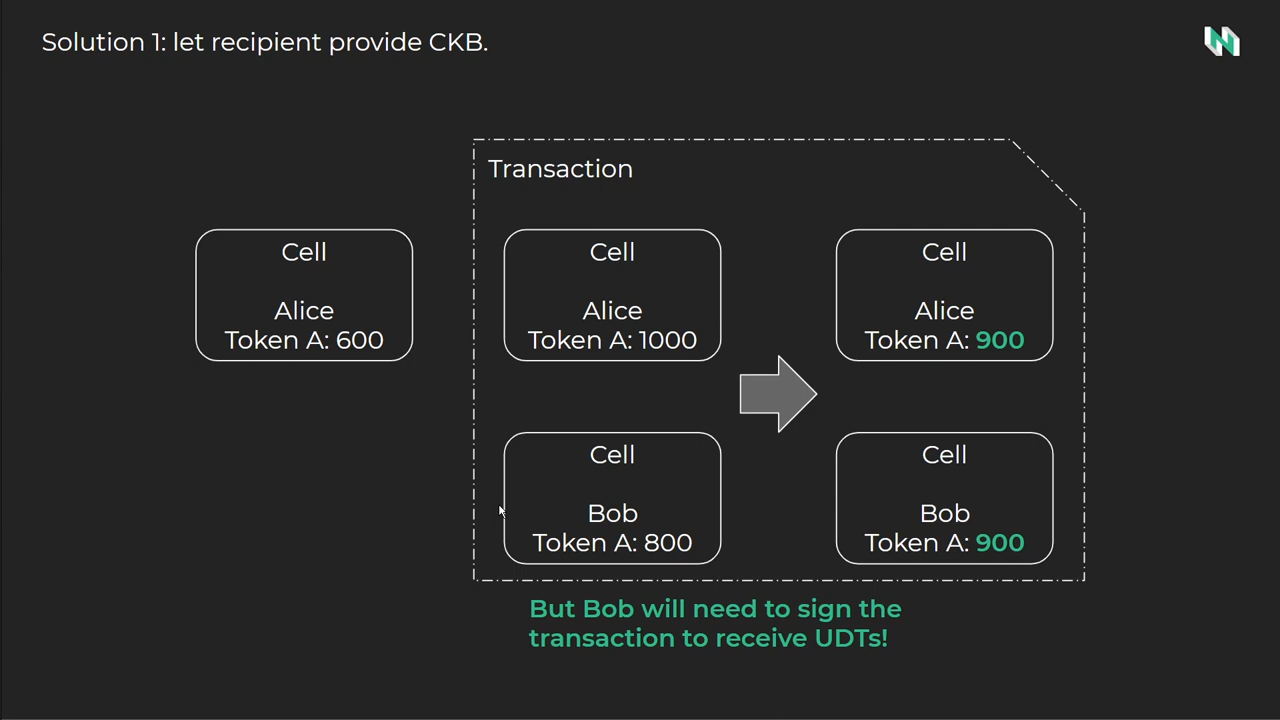 Solution 1: let recipient provide CKB.
Transaction
Cell
Alice
Token A: 600
Cell
Alice
Token A: 1000
Cell
Alice
Token A: 900
Cell
Bob
Token A: 800
Cell
Bob
Token A: 900
But Bob will need to sign the
transaction to receive UDTs!